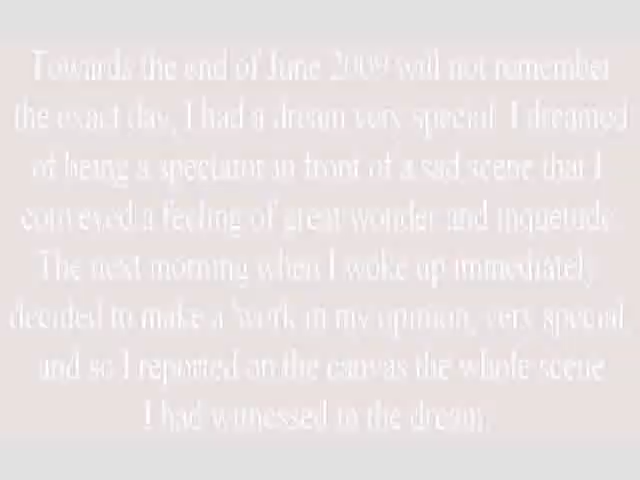 Towards the end of June 2009 will not remember
the exact day, I had a dream very special. I dreamed
of being a spectator in front of a sad scene that I
conveyed a feeling of great wonder and inquetude.
The next morning when I woke up immediately
decided to make a 'work in my opinion, very special
and so I reported on the canvas the whole scene
I had witnessed in the dream.